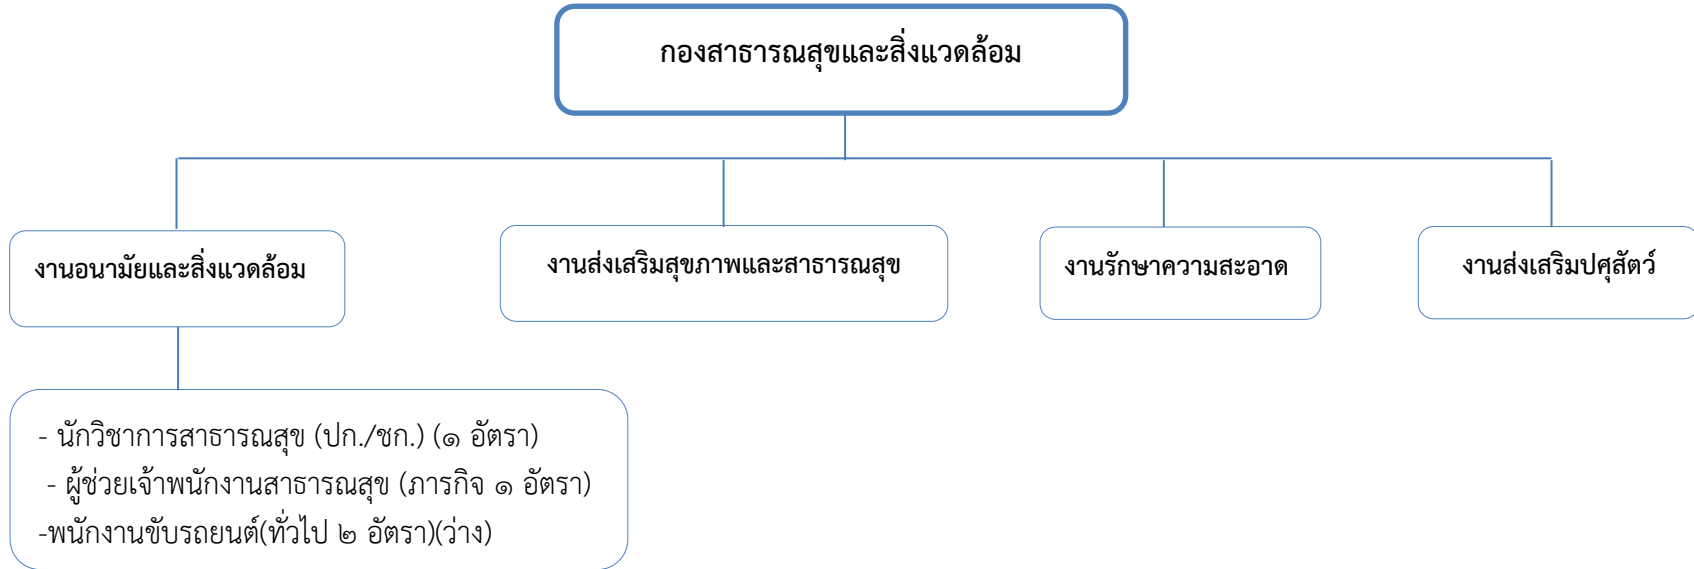 กองสาธารณสุขและสิ่งแวดล้อม
งานอนามัยและสิ่งแวดล้อม
งานส่งเสริมสุขภาพและสาธารณสุข
งานรักษาความสะอาด
งานส่งเสริมปศุสัตว์
- นักวิชาการสาธารณสุข (ปก./ชก.) (๑ อัตรา)
- ผู้ช่วยเจ้าพนักงานสาธารณสุข (ภารกิจ ๑ อัตรา)
-พนักงานขับรถยนต์(ทั่วไป ๒ อัตรา)(ว่าง)